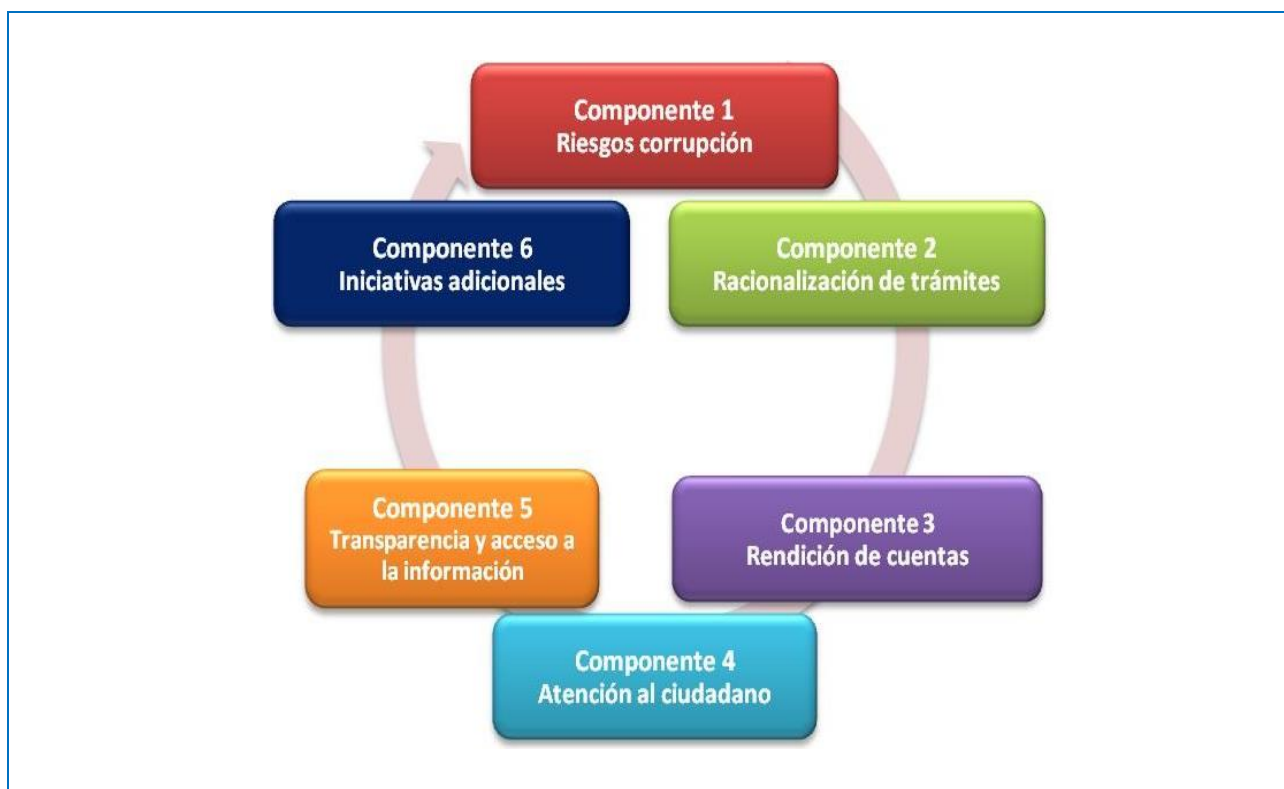 Componente 1
Riesgos corrupción
Componente 2
Racionalización de trámites
Componente 3
Rendición de cuentas
Componente 4
Atención al ciudadano
Componente 5
Transparencia y acceso a
la información
Componente 6
Iniciativas adicionales